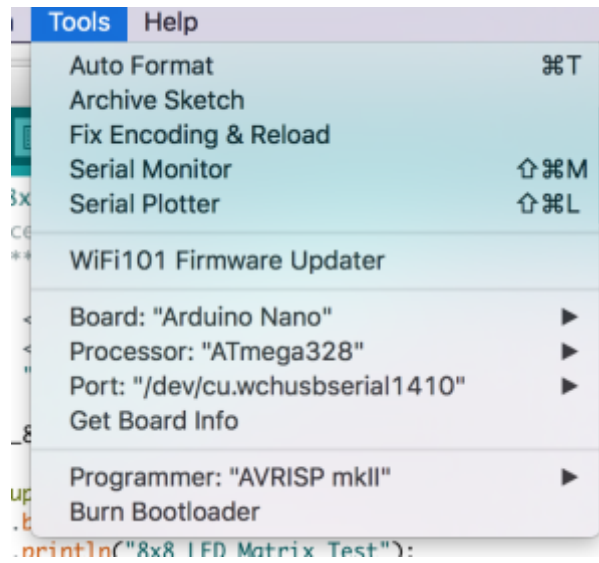 Tools Help
Auto Format ⌘T
Archive Sketch
Fix Encoding & Reload
Serial Monitor ⇧⌘M
Serial Plotter ⇧⌘L
WiFi101 Firmware Updater
Board: "Arduino Nano"
Processor: "ATmega328"
Port: "/dev/cu.wchusbserial1410"
Get Board Info
Programmer: "AVRISP mkII"
Burn Bootloader
.println("8x8 LED Matrix Test");